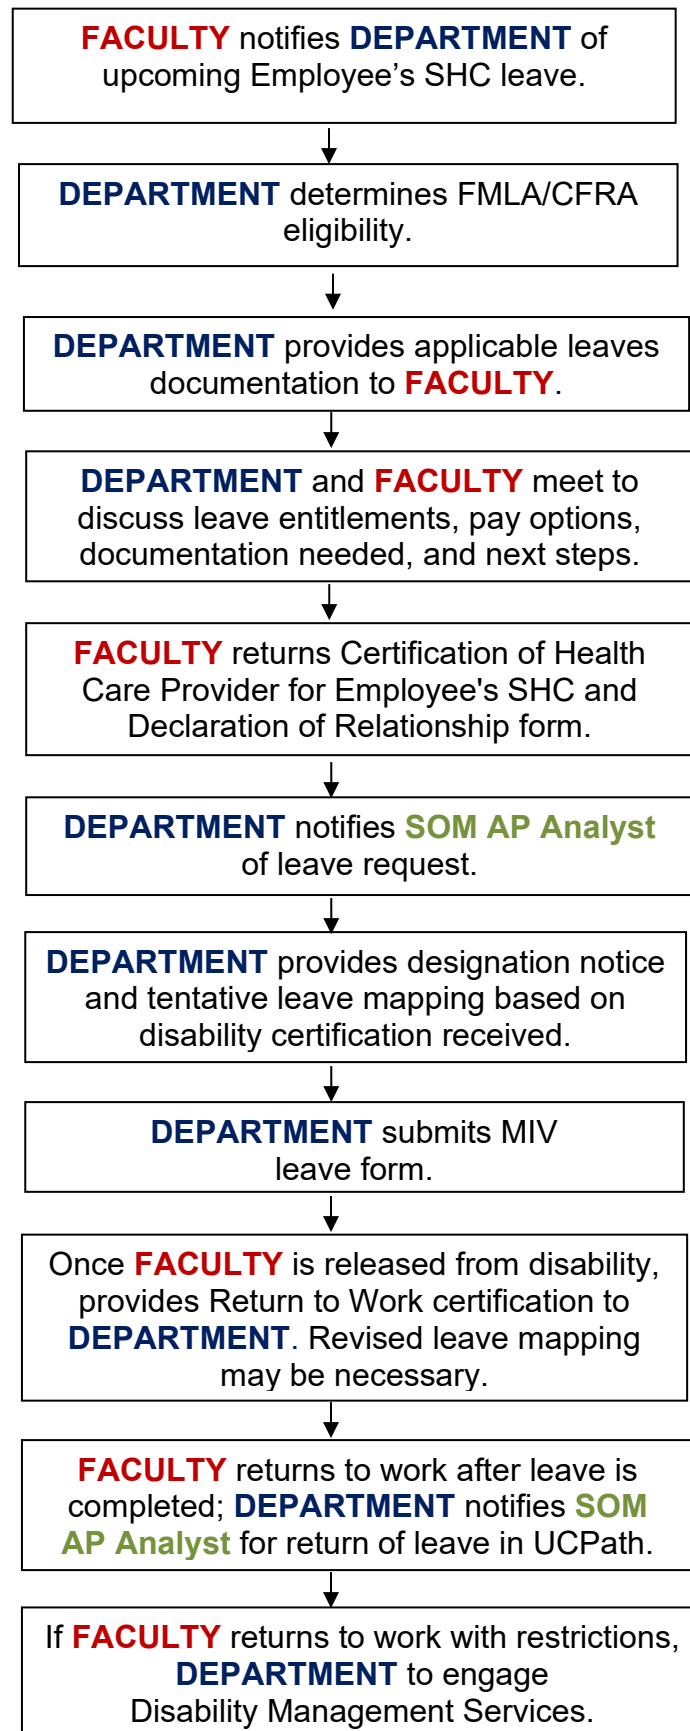 FACULTY notifies DEPARTMENT of
upcoming Employee’s SHC leave.
DEPARTMENT determines FMLA/CFRA
eligibility.
DEPARTMENT provides applicable leaves
documentation to FACULTY.
DEPARTMENT and FACULTY meet to
discuss leave entitlements, pay options,
documentation needed, and next steps.
FACULTY returns Certification of Health
Care Provider for Employee's SHC and
Declaration of Relationship form.
DEPARTMENT notifies SOM AP Analyst
of leave request.
DEPARTMENT provides designation notice
and tentative leave mapping based on
disability certification received.
DEPARTMENT submits MIV
leave form.
Once FACULTY is released from disability,
provides Return to Work certification to
DEPARTMENT. Revised leave mapping
may be necessary.
FACULTY returns to work after leave is
completed; DEPARTMENT notifies SOM
AP Analyst for return of leave in UCPath.
If FACULTY returns to work with restrictions,
DEPARTMENT to engage
Disability Management Services.